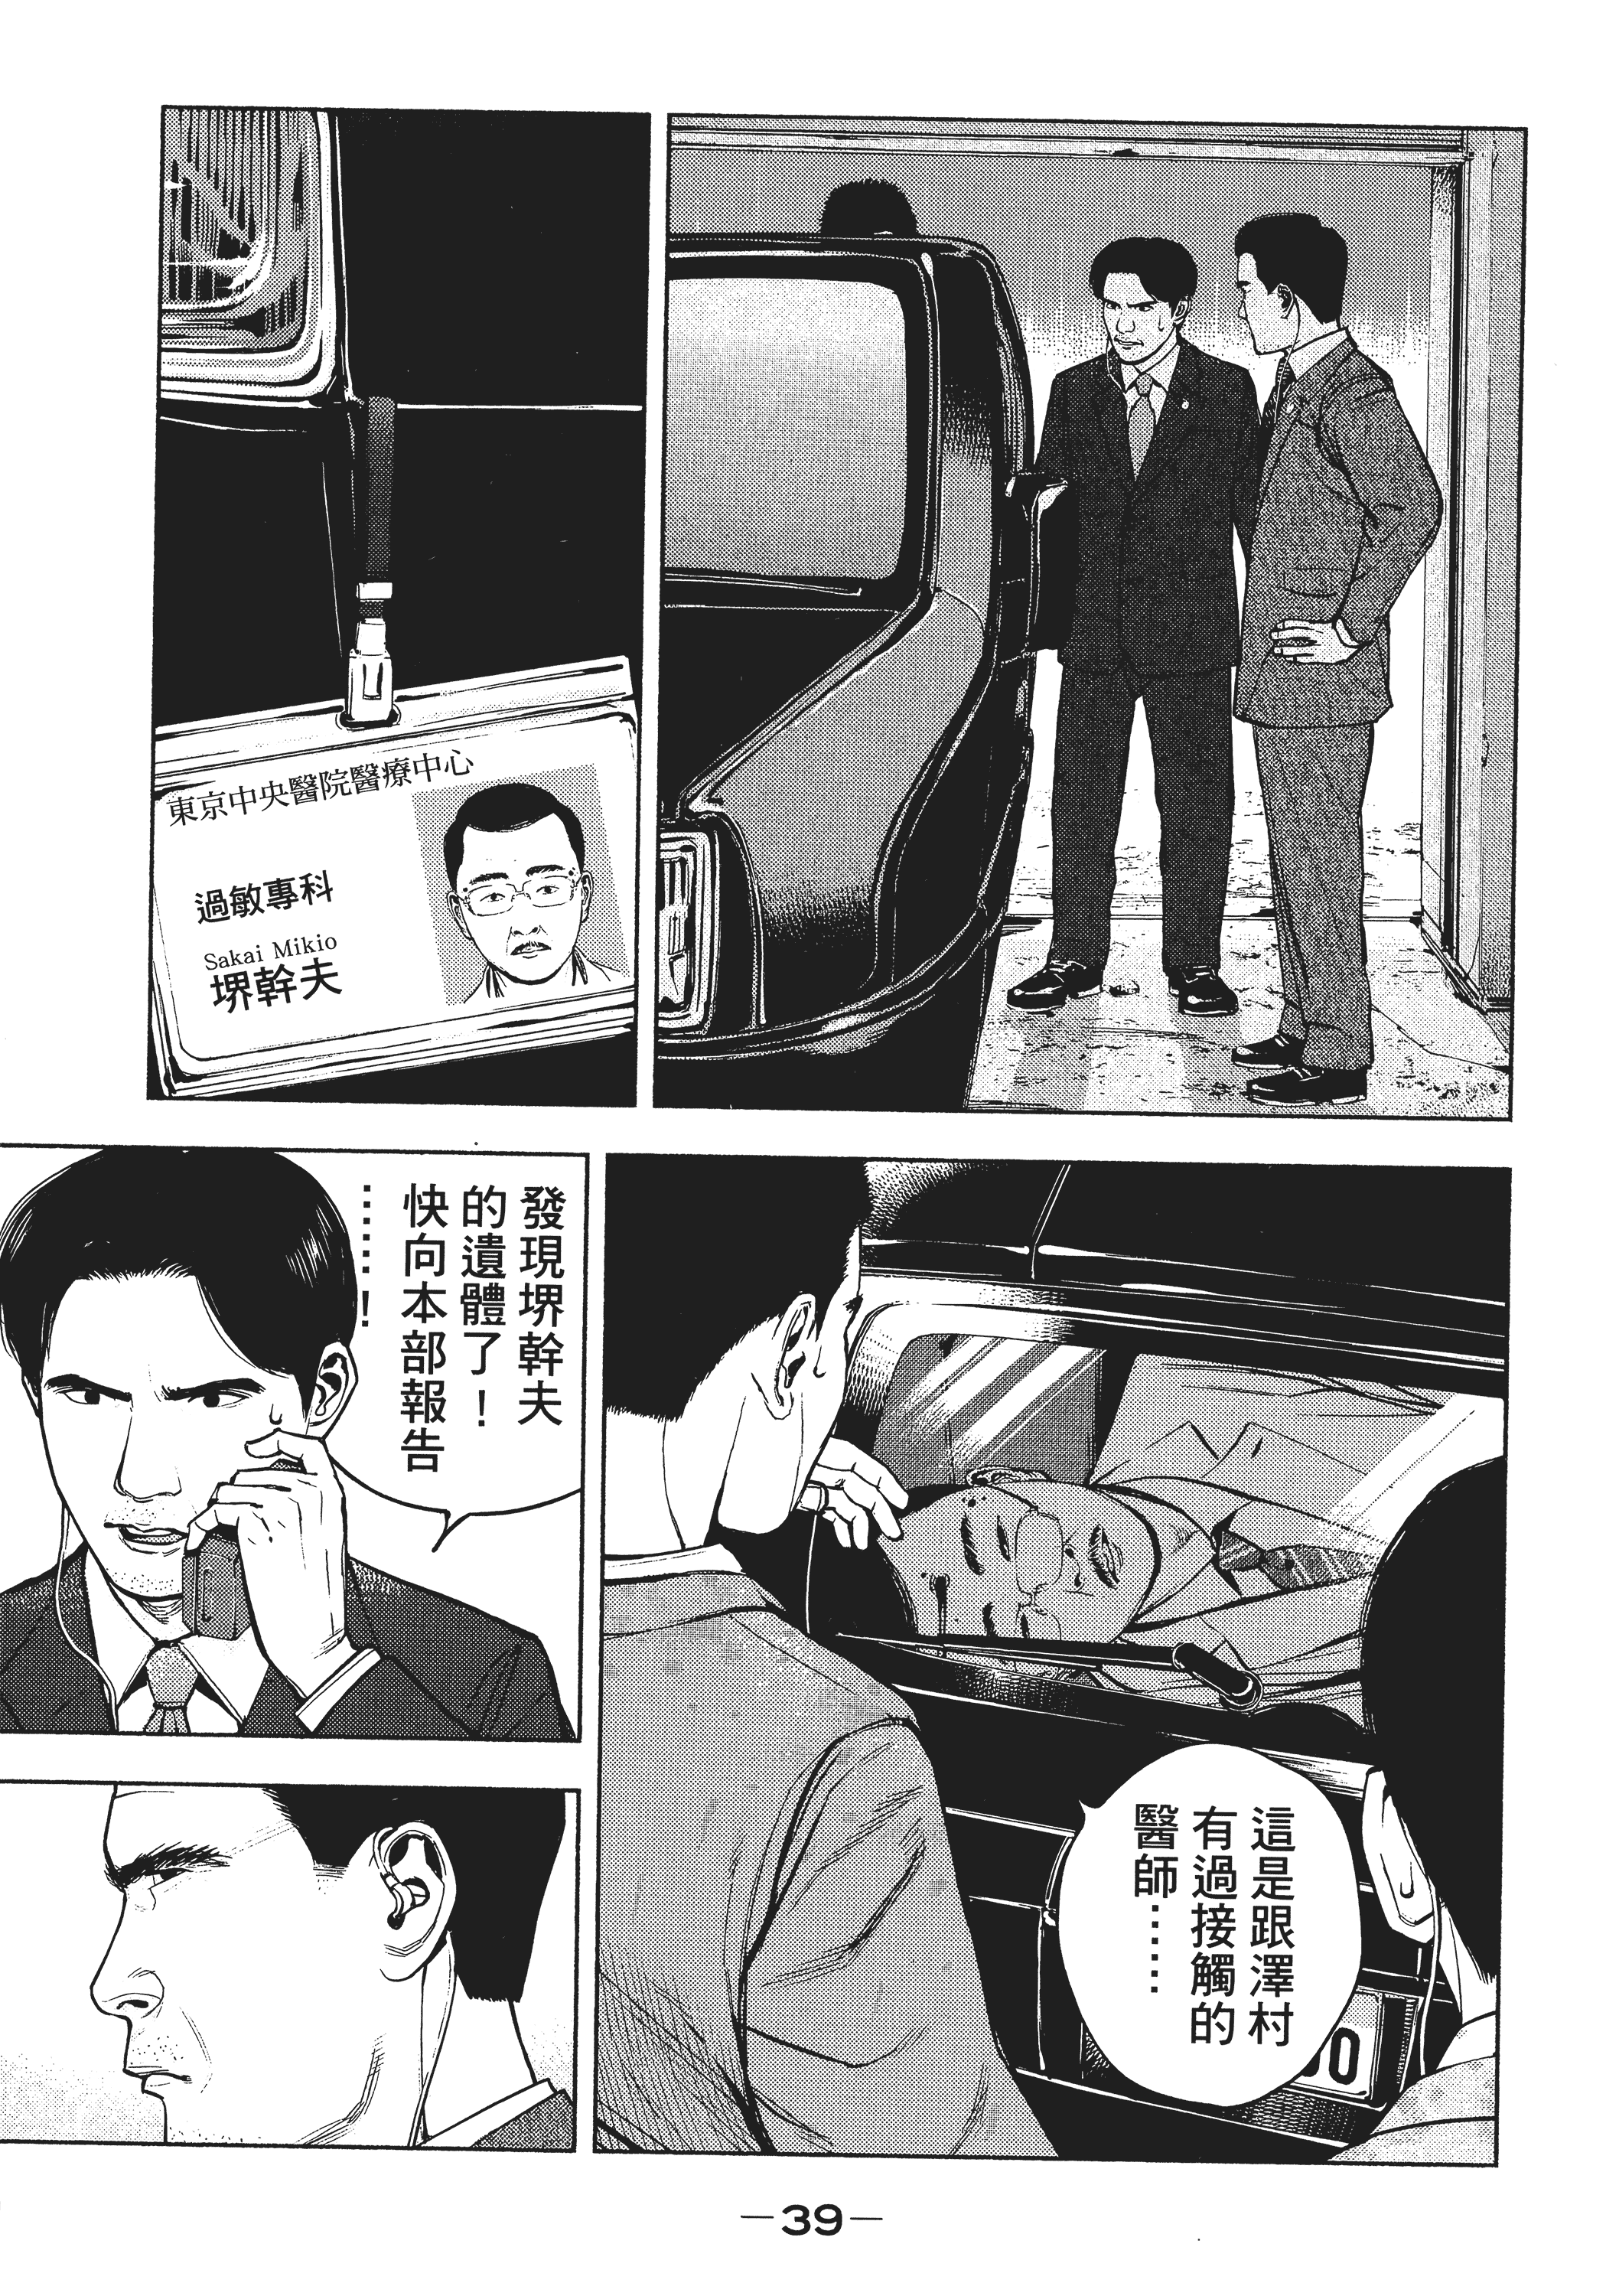 東京中央醫院醫療中心
過敏專科
Sakai Mikio
堺幹夫
這是跟澤村
有過接觸的
醫師……
0
發現堺幹夫
的遺體了！
快向本部報告
……！
—39—